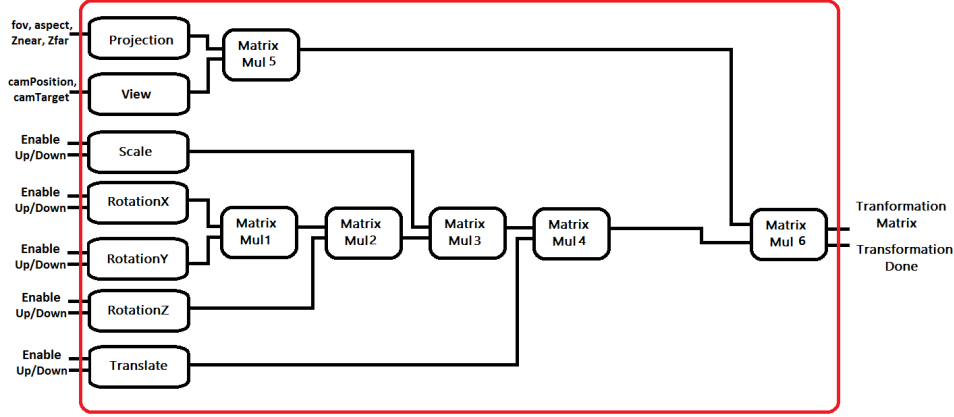 fov, aspect,
Znear, Zfar
Projection
Matrix
Mul 5
camPosition,
camTarget
View
Enable
Up/Down
Scale
Enable
Up/Down
RotationX
Matrix
Mul1
Matrix
Mul2
Matrix
Mul3
Matrix
Mul 4
Matrix
Mul 6
Tranformation
Matrix
Transformation
Done
Enable
Up/Down
RotationY
Enable
Up/Down
RotationZ
Enable
Up/Down
Translate